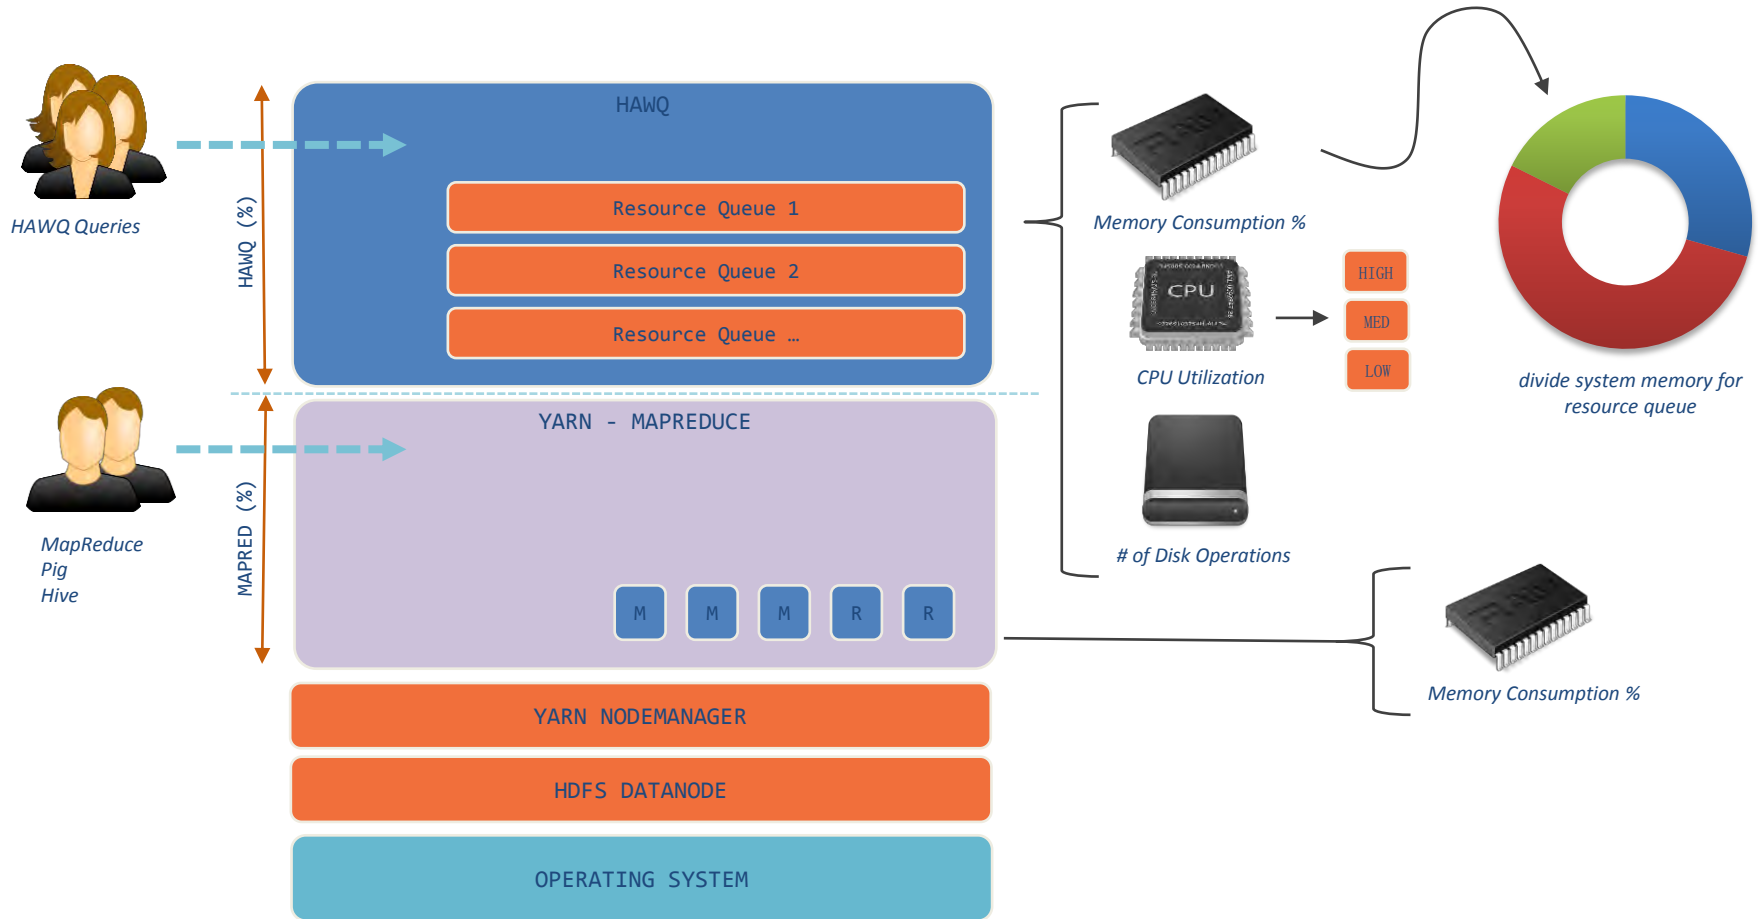 HAWQ Queries
HAWQ (%)
HAWQ
Resource Queue 1
Resource Queue 2
Resource Queue …
MapReduce
Pig
Hive
MAPRED (%)
YARN - MAPREDUCE
M M M R R
YARN NODEMANAGER
HDFS DATANODE
OPERATING SYSTEM
Memory Consumption %
CPU
CPU Utilization
HIGH
MED
LOW
# of Disk Operations
divide system memory for
resource queue
Memory Consumption %